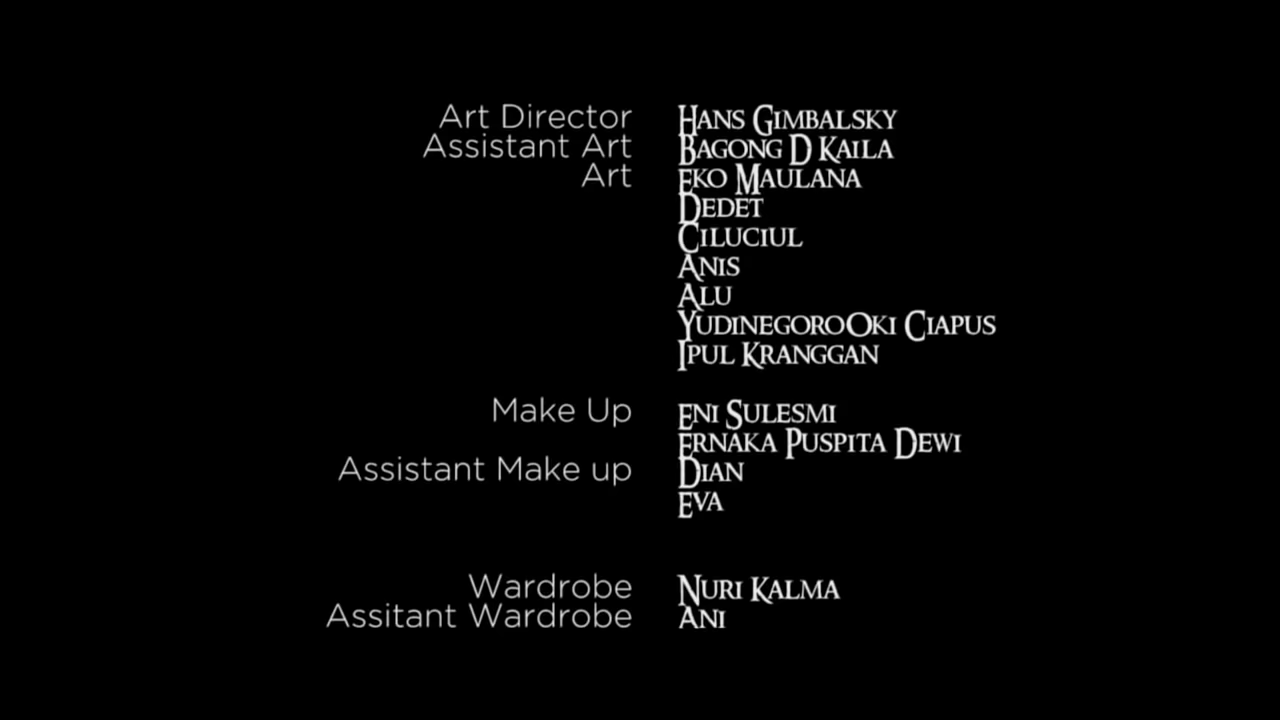 Art Director Hans Gimbalsky
Assistant Art Bagong D Kaila
Art Eko Maulana
Dedet
Ciluciul
Anis
Alu
YudinegoroOki Ciapus
Ipul Kranggan
Make Up Eni Sulesmi
Ernaka Puspita Dewi
Assistant Make up Dian
Eva
Wardrobe Nuri Kalma
Assitant Wardrobe Ani